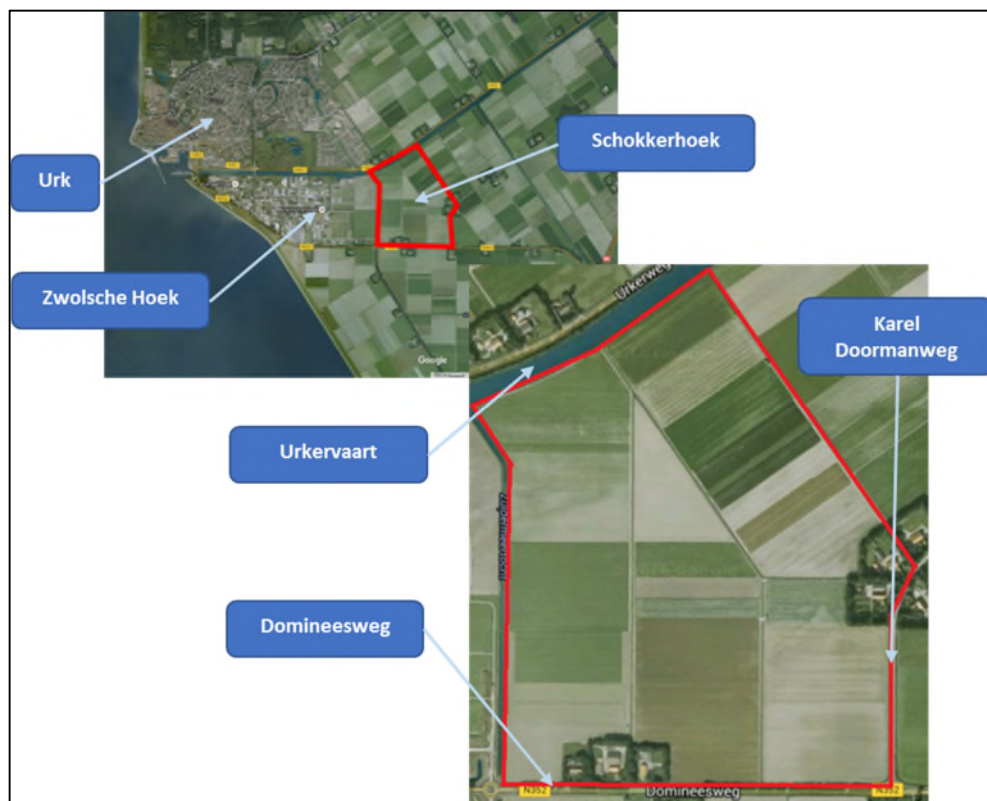 Urk
Schokkerhoek
Zwolsche Hoek
Google
Urkerweg
Karel
Doormanweg
Urkervaart
Domineesweg
N352
Domineesweg
N352